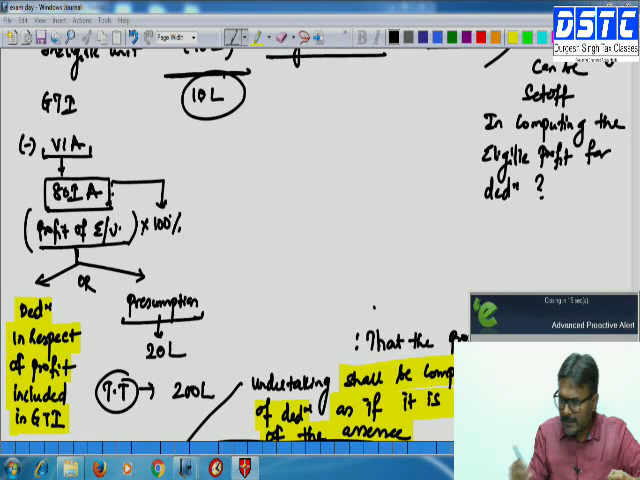 exam day - Windows Journal
File Edit View Insert Actions Tools Help
Page Width
DSTC
Durgesh Singh Tax Classes
unit
10L
GTI
(-) VIA
80IA
(Profit of E/U.) × 100%
OR
Dedn
in Respect
of profit
included
in GTI
Presumption
20L
T.T → 200L
can be
Setoff
In computing the
Eligible Profit for
dedn ?
: That the
undertaking shall be
of dedn as if it is
of the assessee
Closing in 15 sec(s).
Advanced Proactive Alert